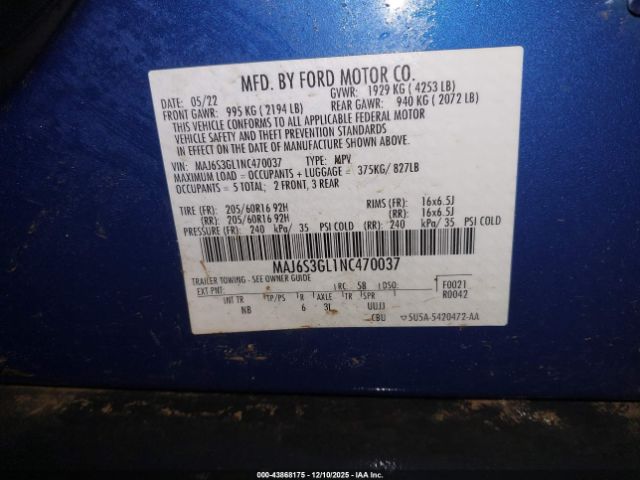 MFD. BY FORD MOTOR CO.
DATE: 05/22 GVWR: 1929 KG ( 4253 LB)
FRONT GAWR: 995 KG ( 2194 LB) REAR GAWR: 940 KG ( 2072 LB)
THIS VEHICLE CONFORMS TO ALL APPLICABLE FEDERAL MOTOR
VEHICLE SAFETY AND THEFT PREVENTION STANDARDS
IN EFFECT ON THE DATE OF MANUFACTURE SHOWN ABOVE.
VIN: MAJ6S3GL1NC470037 TYPE: MPV
MAXIMUM LOAD = OCCUPANTS + LUGGAGE = 375KG/ 827LB
OCCUPANTS = 5 TOTAL; 2 FRONT, 3 REAR
TIRE (FR): 205/60R16 92H RIMS (FR): 16x6.5J
(RR): 205/60R16 92H (RR): 16x6.5J
PRESSURE (FR): 240 kPa/ 35 PSI COLD (RR): 240 kPa/ 35 PSI COLD
MAJ6S3GL1NC470037
TRAILER TOWING - SEE OWNER GUIDE
EXT PNT: RC: 58 DSO: F0021
R0042
INT TR TP/PS R AXLE TR SPR
NB 6 3L UUJ3
CBU 5U5A-5420472-AA
000-43868175 - 12/10/2025 - IAA Inc.